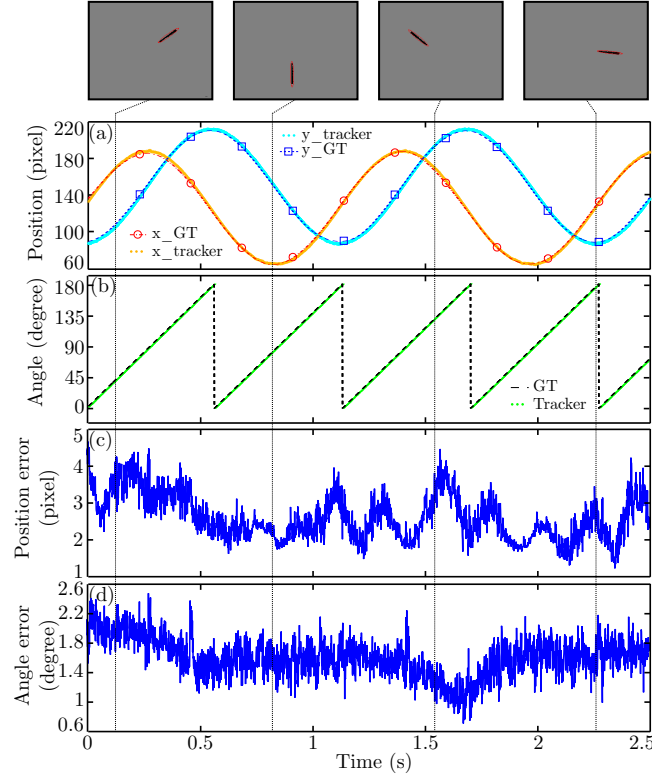 (a)
y_tracker
y_GT
x_GT
x_tracker
Position (pixel)
220
180
140
100
60
(b)
GT
Tracker
Angle (degree)
180
135
90
45
0
(c)
Position error
(pixel)
5
4
3
2
1
(d)
Angle error
(degree)
2.6
2.2
1.8
1.4
1
0.6
0
0.5
1
1.5
2
2.5
Time (s)